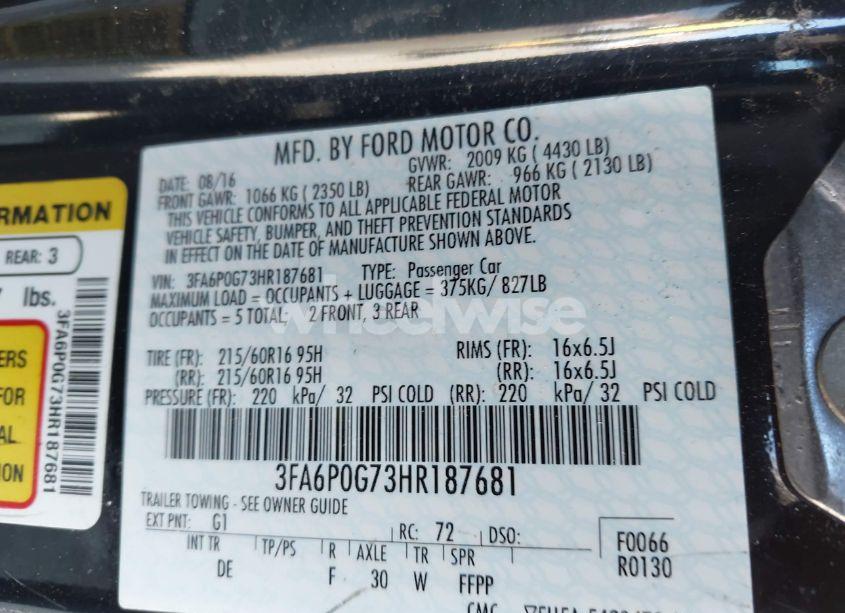 MFD. BY FORD MOTOR CO.
DATE: 08/16 GVWR: 2009 KG ( 4430 LB)
FRONT GAWR: 1066 KG ( 2350 LB) REAR GAWR: 966 KG ( 2130 LB)
THIS VEHICLE CONFORMS TO ALL APPLICABLE FEDERAL MOTOR
VEHICLE SAFETY, BUMPER, AND THEFT PREVENTION STANDARDS
IN EFFECT ON THE DATE OF MANUFACTURE SHOWN ABOVE.
VIN: 3FA6P0G73HR187681 TYPE: Passenger Car
MAXIMUM LOAD = OCCUPANTS + LUGGAGE = 375KG/ 827LB
OCCUPANTS = 5 TOTAL: 2 FRONT, 3 REAR
wheelwise
TIRE (FR): 215/60R16 95H RIMS (FR): 16x6.5J
(RR): 215/60R16 95H (RR): 16x6.5J
PRESSURE (FR): 220 kPa/ 32 PSI COLD (RR): 220 kPa/ 32 PSI COLD
3FA6P0G73HR187681
TRAILER TOWING - SEE OWNER GUIDE
EXT PNT: G1 RC: 72 DSO:
F0066
R0130
INT TR TP/PS R AXLE TR SPR
DE F 30 W FFPP
RMATION
REAR: 3
lbs.
ERS
FOR
AL
ION
3FA6P0G73HR187681